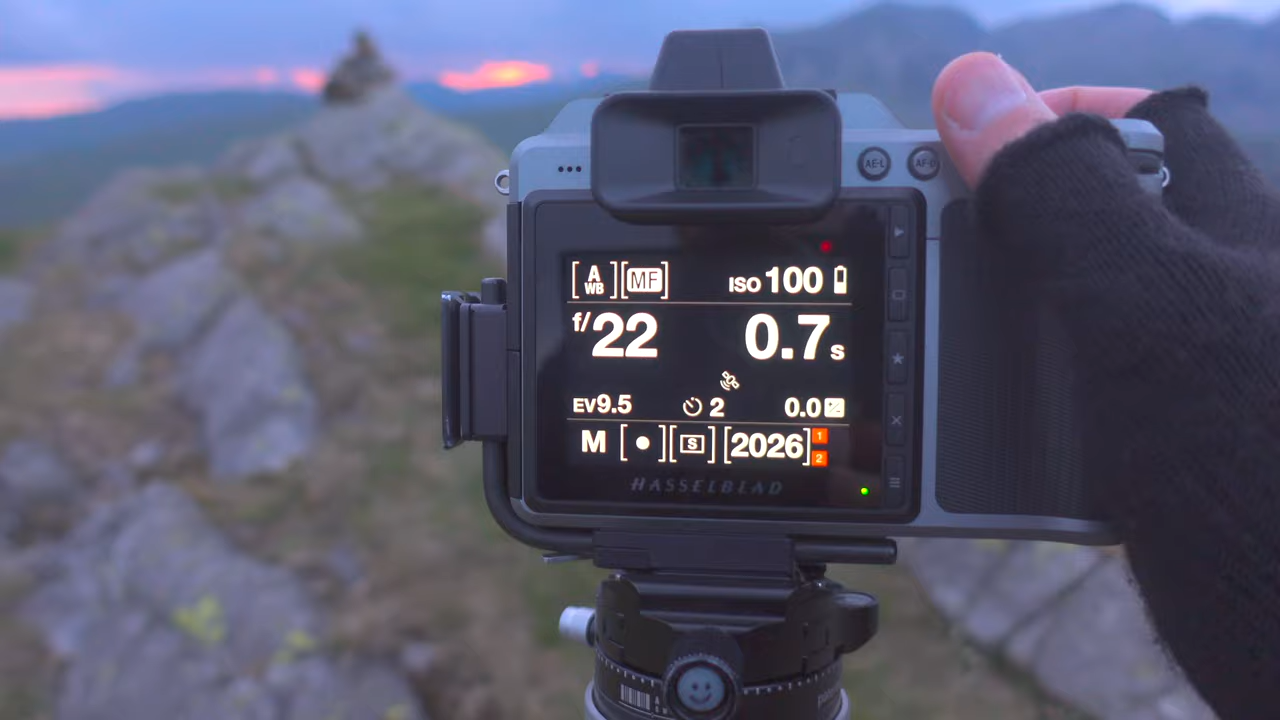 AE-L AF-D
[A WB] [MF] ISO 100
f/22 0.7s
EV9.5 2 0.0
M [●] [S] [2026] 1 2
HASSELBLAD